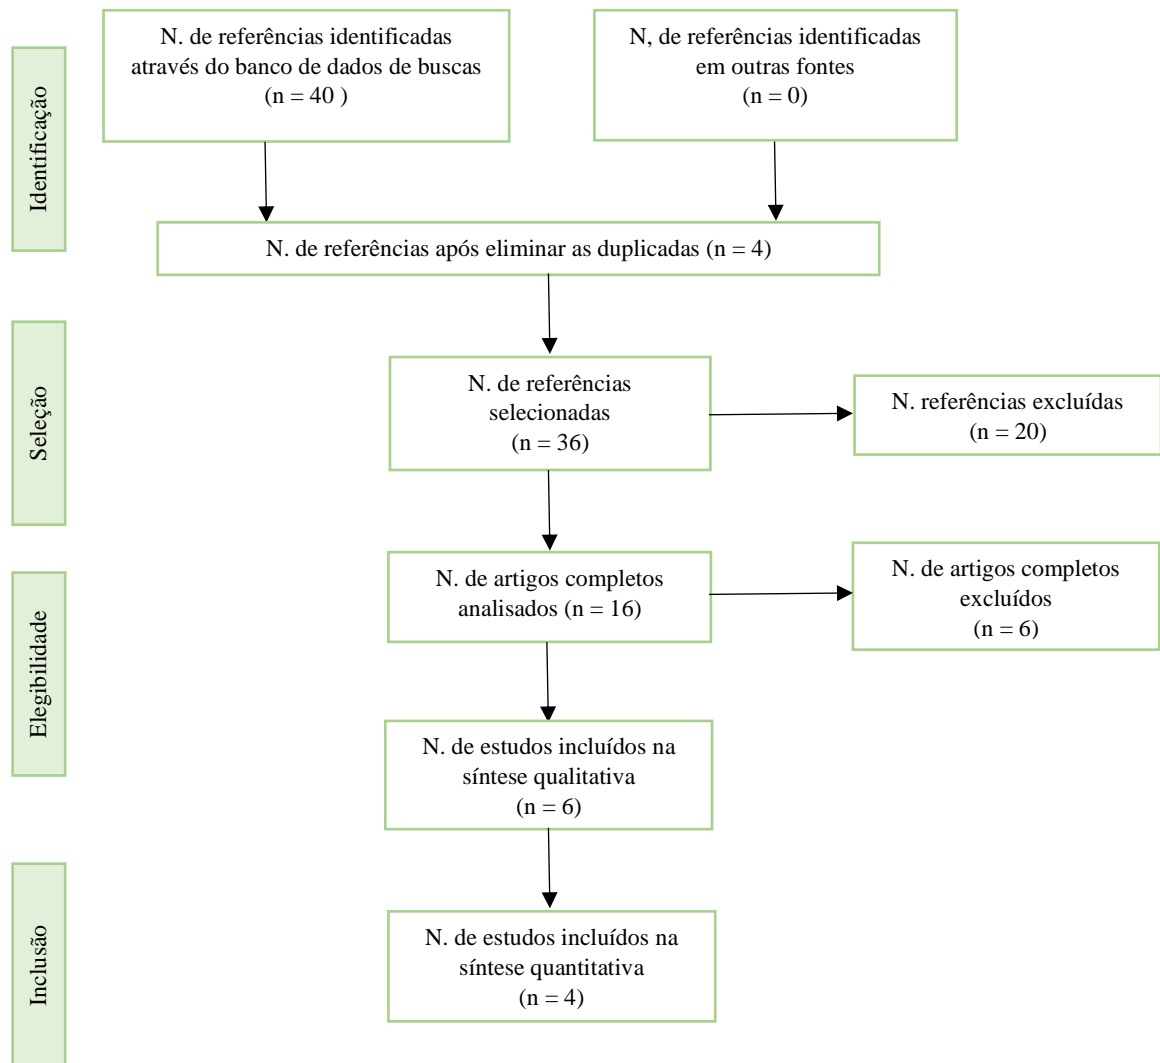 N. de referências identificadas
através do banco de dados de buscas
(n = 40 )
N, de referências identificadas
em outras fontes
(n = 0)
Identificação
N. de referências após eliminar as duplicadas (n = 4)
Seleção
N. de referências
selecionadas
(n = 36)
N. referências excluídas
(n = 20)
Elegibilidade
N. de artigos completos
analisados (n = 16)
N. de artigos completos
excluídos
(n = 6)
N. de estudos incluídos na
síntese qualitativa
(n = 6)
Inclusão
N. de estudos incluídos na
síntese quantitativa
(n = 4)